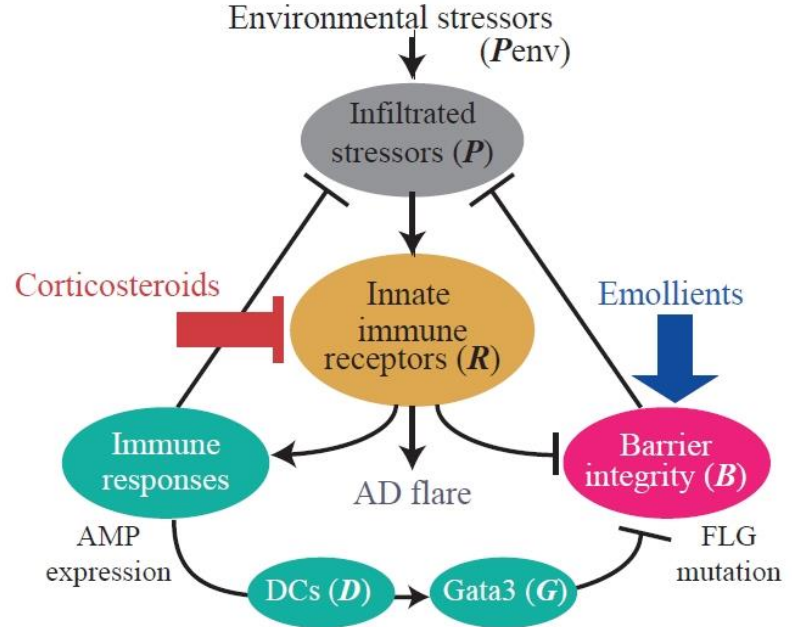 Environmental stressors
(Penv)
Infiltrated
stressors (P)
Corticosteroids
Innate
immune
receptors (R)
Emollients
Immune
responses
AD flare
Barrier
integrity (B)
AMP
expression
FLG
mutation
DCs (D)
Gata3 (G)